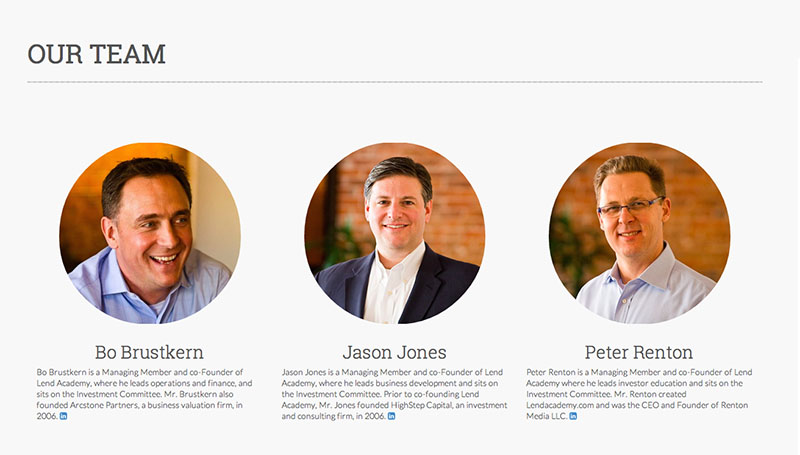 OUR TEAM
Bo Brustkern
Bo Brustkern is a Managing Member and co-Founder of
Lend Academy, where he leads operations and finance, and
sits on the Investment Committee. Mr. Brustkern also
founded Arcstone Partners, a business valuation firm, in
2006. in
Jason Jones
Jason Jones is a Managing Member and co-Founder of Lend
Academy, where he leads business development and sits on
the Investment Committee. Prior to co-founding Lend
Academy, Mr. Jones founded HighStep Capital, an investment
and consulting firm, in 2006. in
Peter Renton
Peter Renton is a Managing Member and co-Founder of Lend
Academy where he leads investor education and sits on the
Investment Committee. Mr. Renton created
Lendacademy.com and was the CEO and Founder of Renton
Media LLC. in